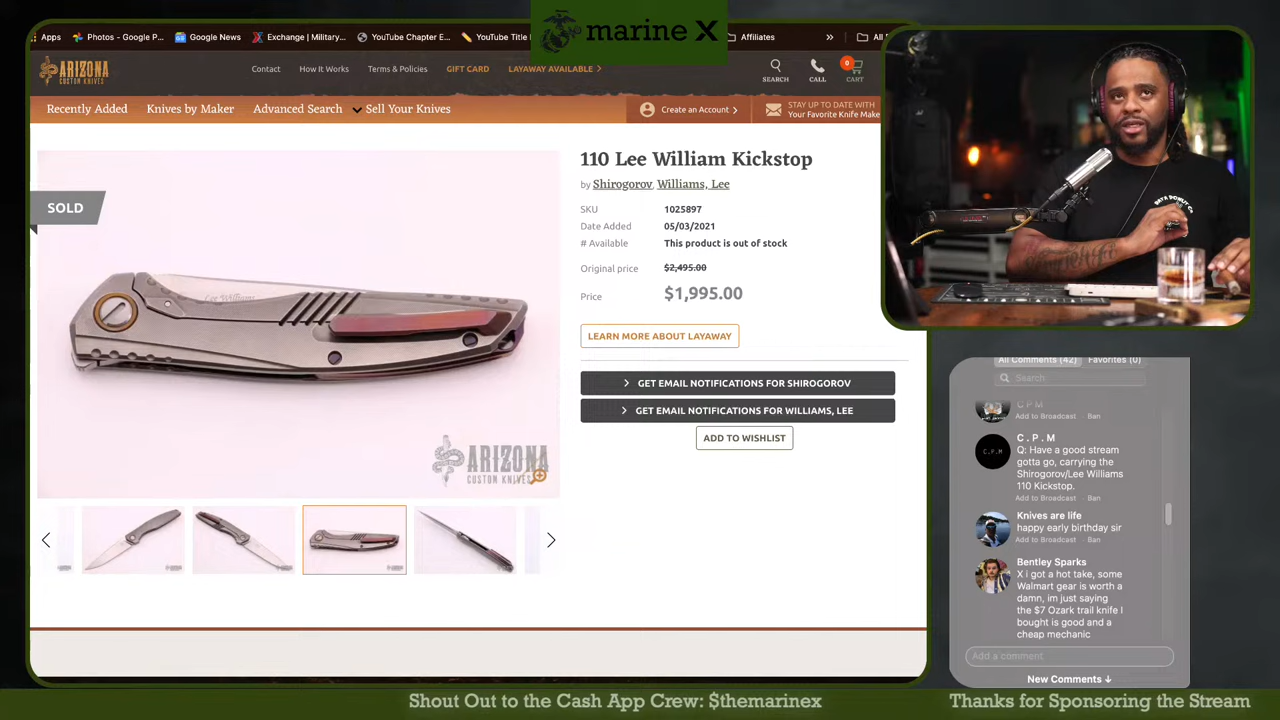 Apps
Photos - Google P...
Google News
Exchange | Military...
YouTube Chapter E...
YouTube Title
Affiliates
»
All
marine X
ARIZONA
CUSTOM KNIVES
Contact
How It Works
Terms & Policies
GIFT CARD
LAYAWAY AVAILABLE >
SEARCH
CALL
0
CART
Recently Added
Knives by Maker
Advanced Search
Sell Your Knives
Create an Account >
STAY UP TO DATE WITH
Your Favorite Knife Make
SOLD
Lee Williams
ARIZONA
CUSTOM KNIVES
110 Lee William Kickstop
by Shirogorov, Williams, Lee
SKU 1025897
Date Added 05/03/2021
# Available This product is out of stock
Original price $2,495.00
Price $1,995.00
LEARN MORE ABOUT LAYAWAY
> GET EMAIL NOTIFICATIONS FOR SHIROGOROV
> GET EMAIL NOTIFICATIONS FOR WILLIAMS, LEE
ADD TO WISHLIST
All Comments (42) Favorites (0)
Search
C P M
Add to Broadcast · Ban
C.P.M
C . P . M
Q: Have a good stream
gotta go, carrying the
Shirogorov/Lee Williams
110 Kickstop.
Add to Broadcast · Ban
Knives are life
happy early birthday sir
Add to Broadcast · Ban
Bentley Sparks
X i got a hot take, some
Walmart gear is worth a
damn, im just saying
the $7 Ozark trail knife I
bought is good and a
cheap mechanic
Add a comment
New Comments ↓
Shout Out to the Cash App Crew: $themarinex
Thanks for Sponsoring the Stream